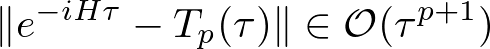 ‖e^{-iHτ} − T_p(τ)‖ ∈ 𝒪(τ^{p+1})